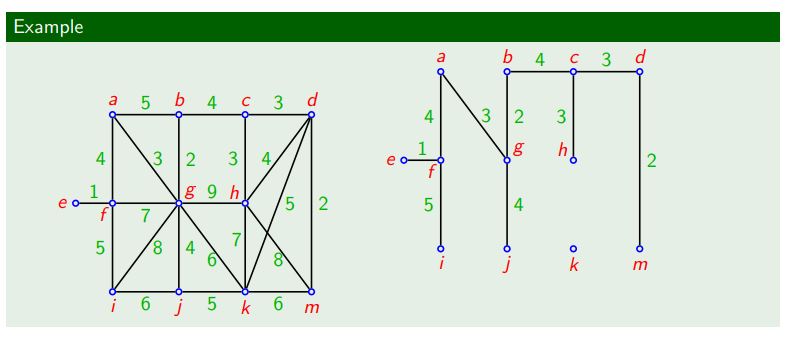 Example
a b c d
4 3
a 5 b 4 c 3 d
4 3 2 3
4 3 2 3 4
1 g
e f h
2
e 1 f g 9 h
7 5 2
5 4
5 8 4 6 7 8
i j k m
i 6 j 5 k 6 m